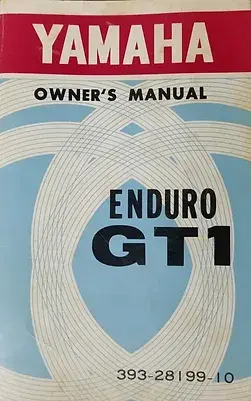 YAMAHA
OWNER'S MANUAL
ENDURO
GT1
393-28199-10